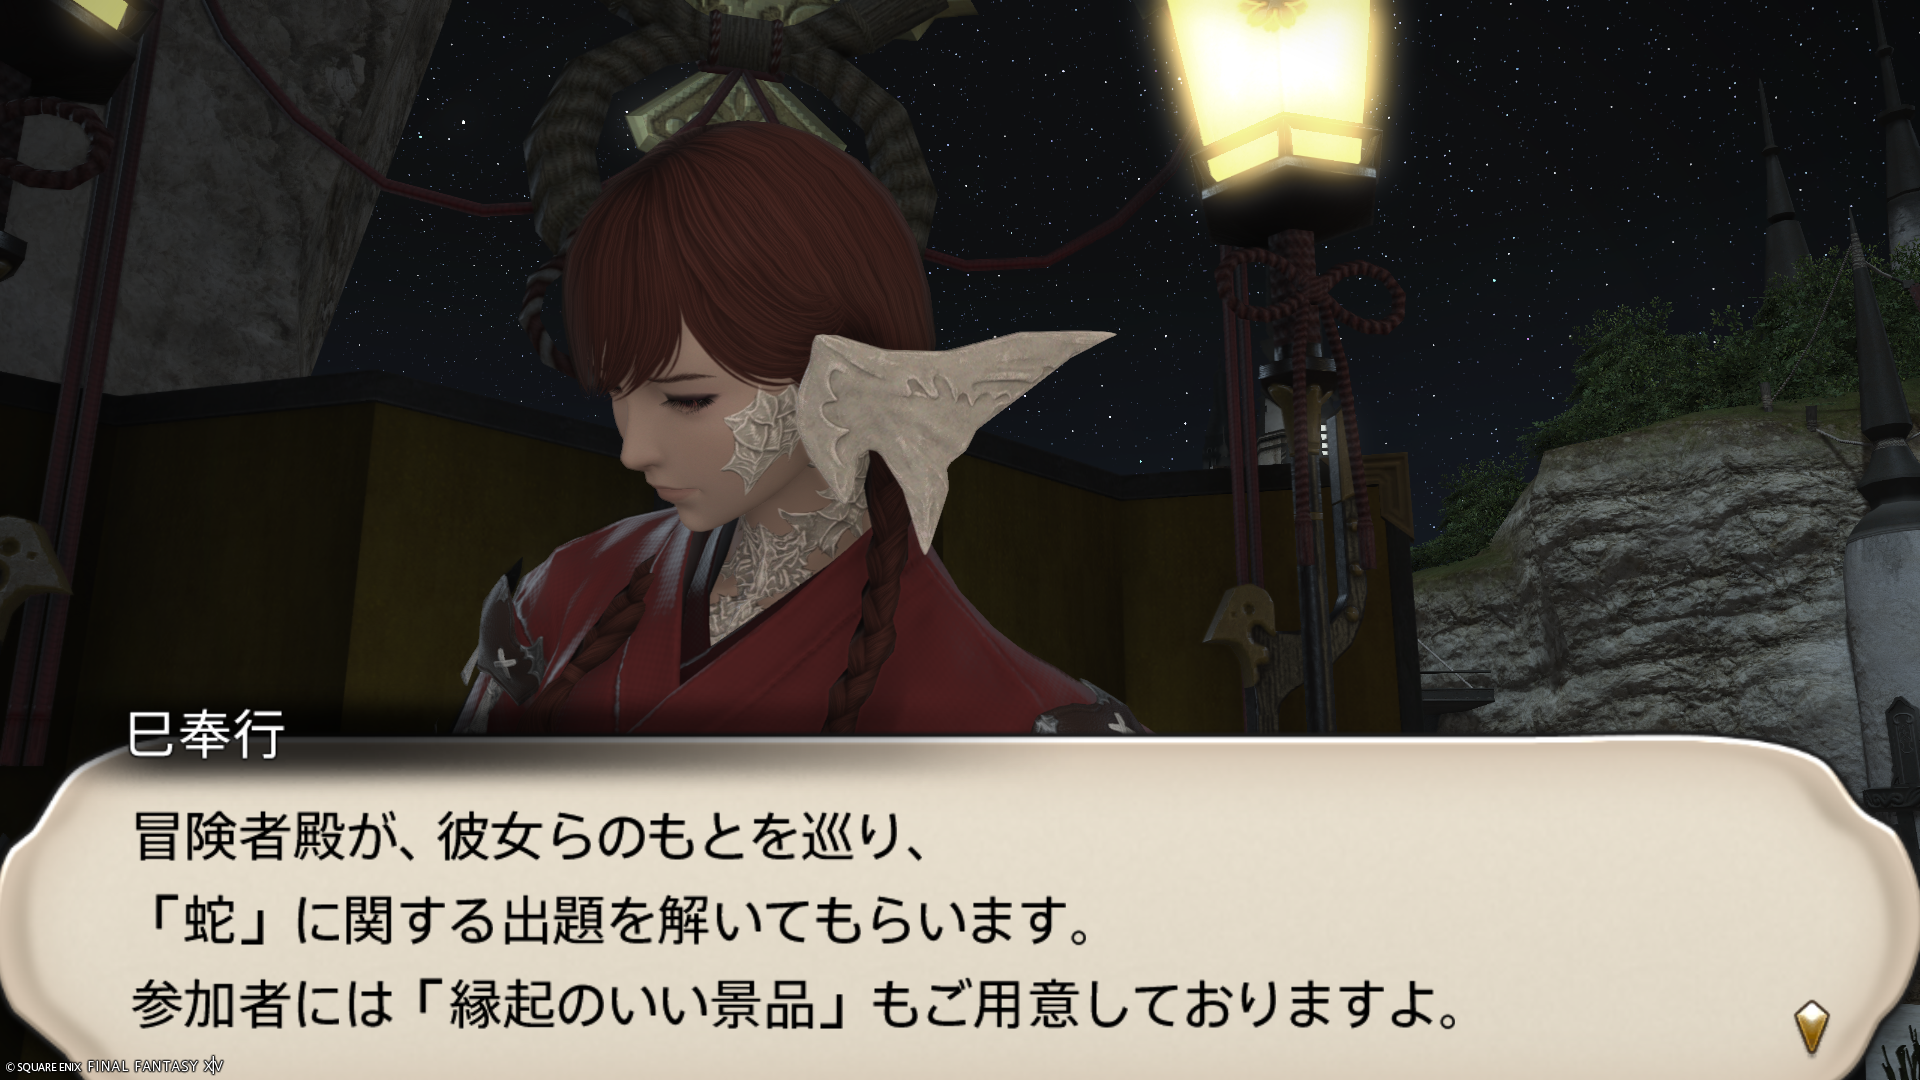 巳奉行
冒険者殿が、彼女らのもとを巡り、
「蛇」に関する出題を解いてもらいます。
参加者には「縁起のいい景品」もご用意しておりますよ。
© SQUARE ENIX FINAL FANTASY XIV